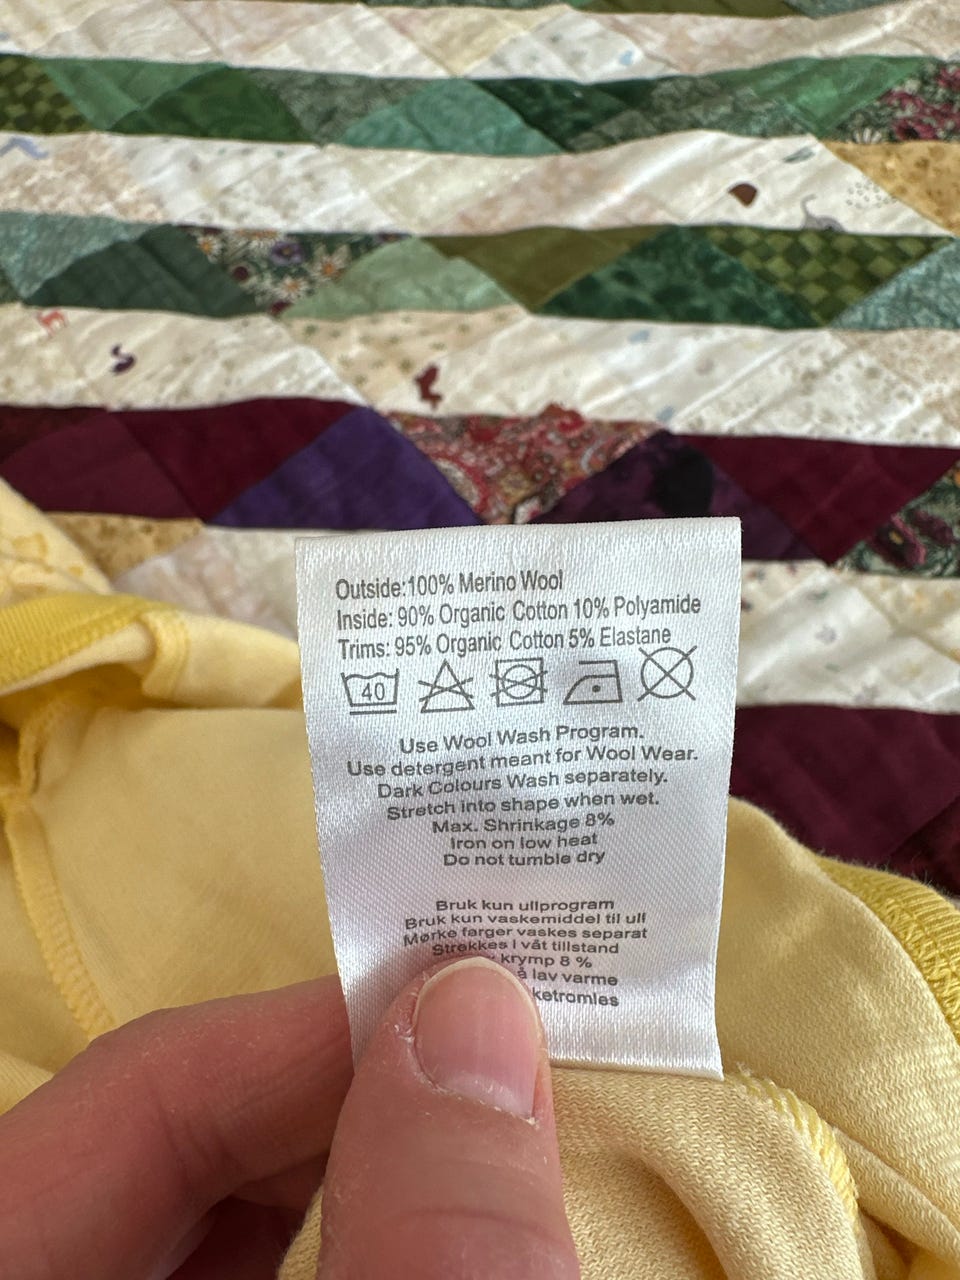 Outside:100% Merino Wool
Inside: 90% Organic Cotton 10% Polyamide
Trims: 95% Organic Cotton 5% Elastane
40
Use Wool Wash Program.
Use detergent meant for Wool Wear.
Dark Colours Wash separately.
Stretch into shape when wet.
Max. Shrinkage 8%
Iron on low heat
Do not tumble dry
Bruk kun ullprogram
Bruk kun vaskemiddel til ull
Mørke farger vaskes separat
Strekkes i våt tilstand
krymp 8 %
lav varme